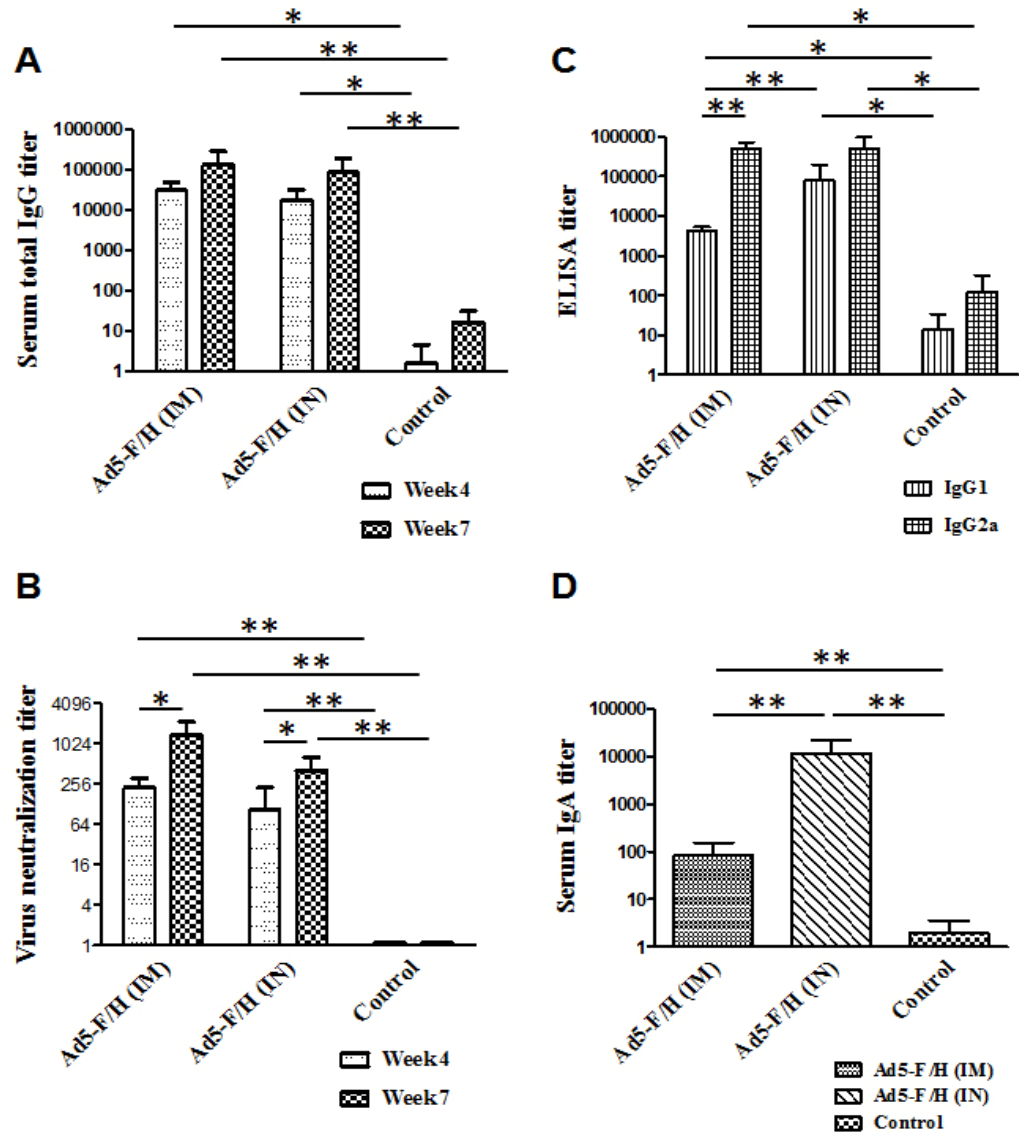 A
*
**
*
**
Serum total IgG titer
1000000
100000
10000
1000
100
10
1
Ad5-F/H (IM)
Ad5-F/H (IN)
Control
Week4
Week7
C
*
*
** *
** *
ELISA titer
1000000
100000
10000
1000
100
10
1
Ad5-F/H (IM)
Ad5-F/H (IN)
Control
IgG1
IgG2a
B
**
**
* **
* **
Virus neutralization titer
4096
1024
256
64
16
4
1
Ad5-F/H (IM)
Ad5-F/H (IN)
Control
Week4
Week7
D
**
** **
Serum IgA titer
100000
10000
1000
100
10
1
Ad5-F/H (IM)
Ad5-F/H (IN)
Control
Ad5-F/H (IM)
Ad5-F/H (IN)
Control